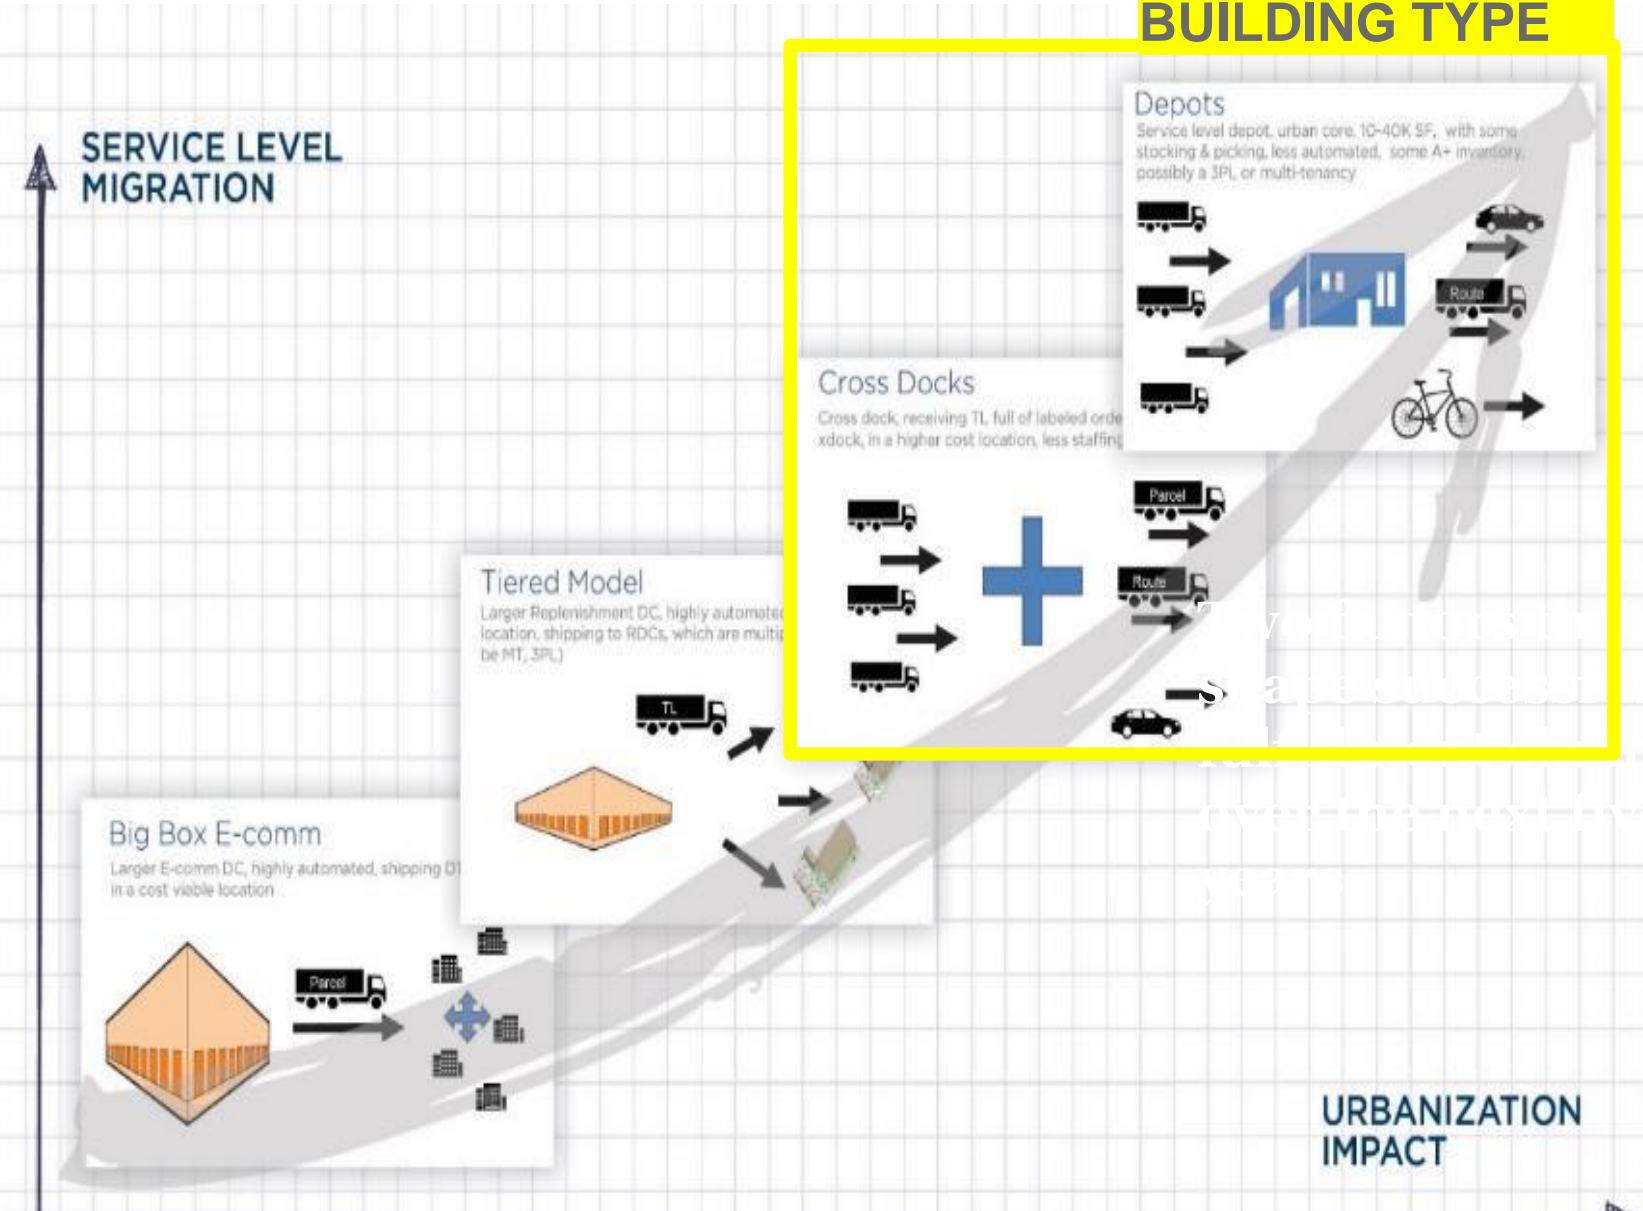 BUILDING TYPE
SERVICE LEVEL
MIGRATION
Depots
Service level depot, urban core, 10-40K SF, with some
stocking & picking, less automated, some A+ inventory,
possibly a 3PL or multi-tenancy
Route
Cross Docks
Cross dock, receiving TL full of labeled
xdock, in a higher cost location, less staffing
Parcel
Route
Tiered Model
Larger Replenishment DC, highly
location, shipping to RDCs, which are
be MT, 3PL)
TL
Big Box E-comm
Larger E-comm DC, highly automated, shipping
in a cost viable location
Parcel
over the next
years
URBANIZATION
IMPACT